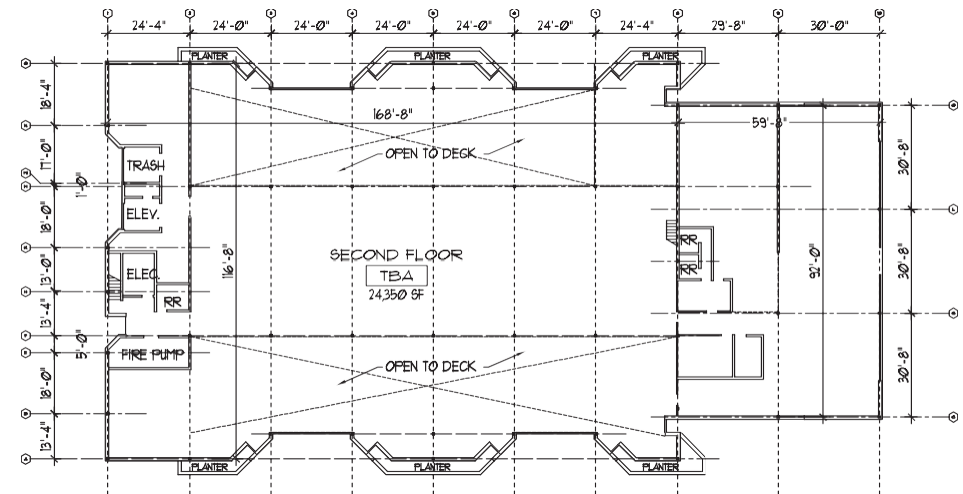 24'-4" 24'-0" 24'-0" 24'-0" 24'-0" 24'-0" 24'-4" 29'-8" 30'-0"
PLANTER PLANTER PLANTER
18'-4"
168'-8"
59'-8"
30'-8"
17'-0"
OPEN TO DECK
TRASH
1'-0"
ELEV.
18'-0"
RR
SECOND FLOOR
116'-8"
92'-0"
30'-8"
ELEC.
TBA
RR
13'-0"
24,350 SF
RR
13'-4"
5'-0"
FIRE PUMP
OPEN TO DECK
30'-8"
18'-0"
13'-4"
PLANTER PLANTER PLANTER